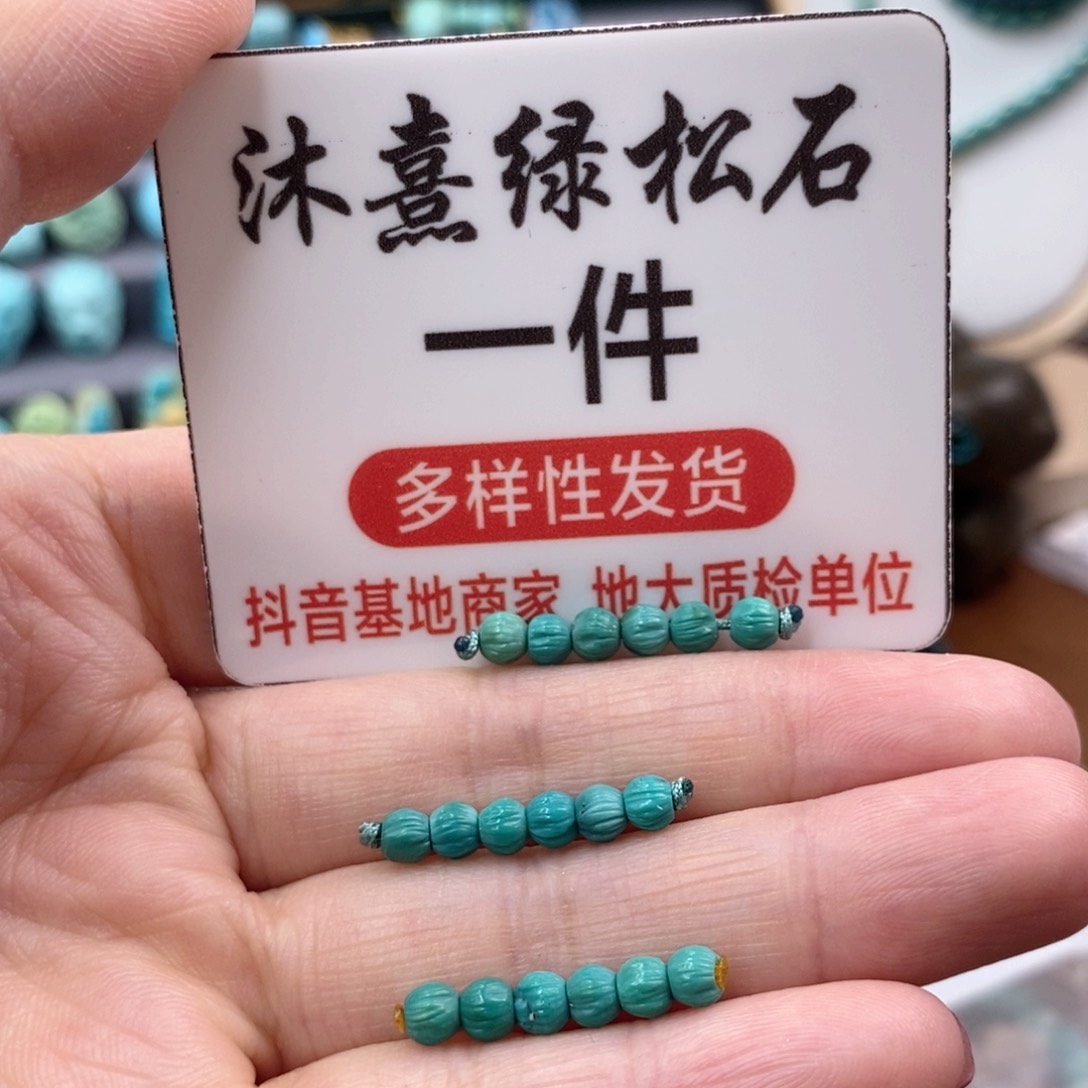 沐熹绿松石
一件
多样性发货
抖音基地商家 地大质检单位